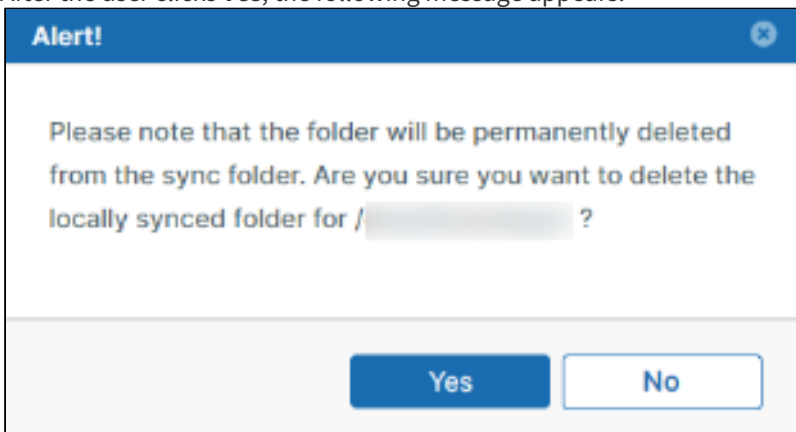 After the user clicks Yes, the following message appears:
Alert!
Please note that the folder will be permanently deleted
from the sync folder. Are you sure you want to delete the
locally synced folder for / ?
Yes
No